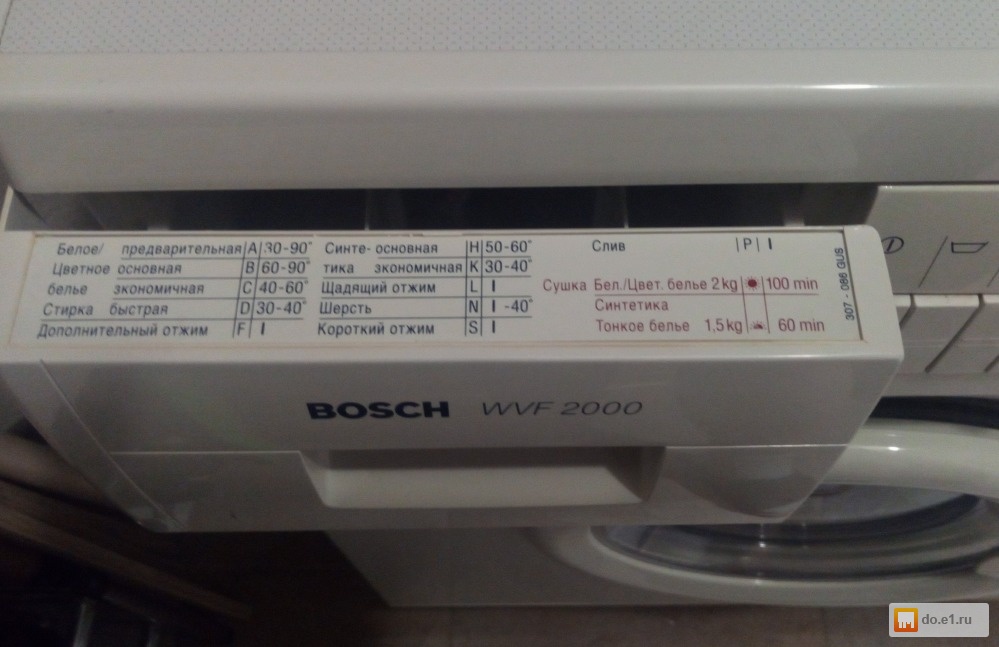 Белое/ предварительная A 30-90°
Цветное основная B 60-90°
белье экономичная C 40-60°
Стирка быстрая D 30-40°
Дополнительный отжим F I
Синте- основная H 50-60°
тика экономичная K 30-40°
Щадящий отжим L I
Шерсть N I -40°
Короткий отжим S I
Слив P I
Сушка Бел./Цвет. белье 2 kg 100 min
Синтетика
Тонкое белье 1,5 kg 60 min
307 - 086 GUS
BOSCH WVF 2000
do.e1.ru